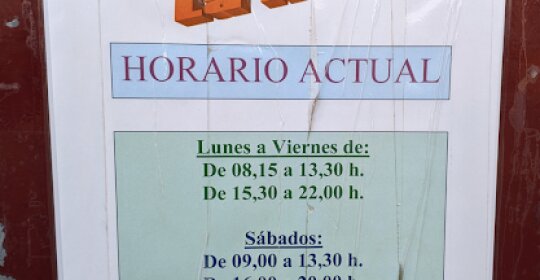 HORARIO ACTUAL
Lunes a Viernes de:
De 08,15 a 13,30 h.
De 15,30 a 22,00 h.
Sábados:
De 09,00 a 13,30 h.